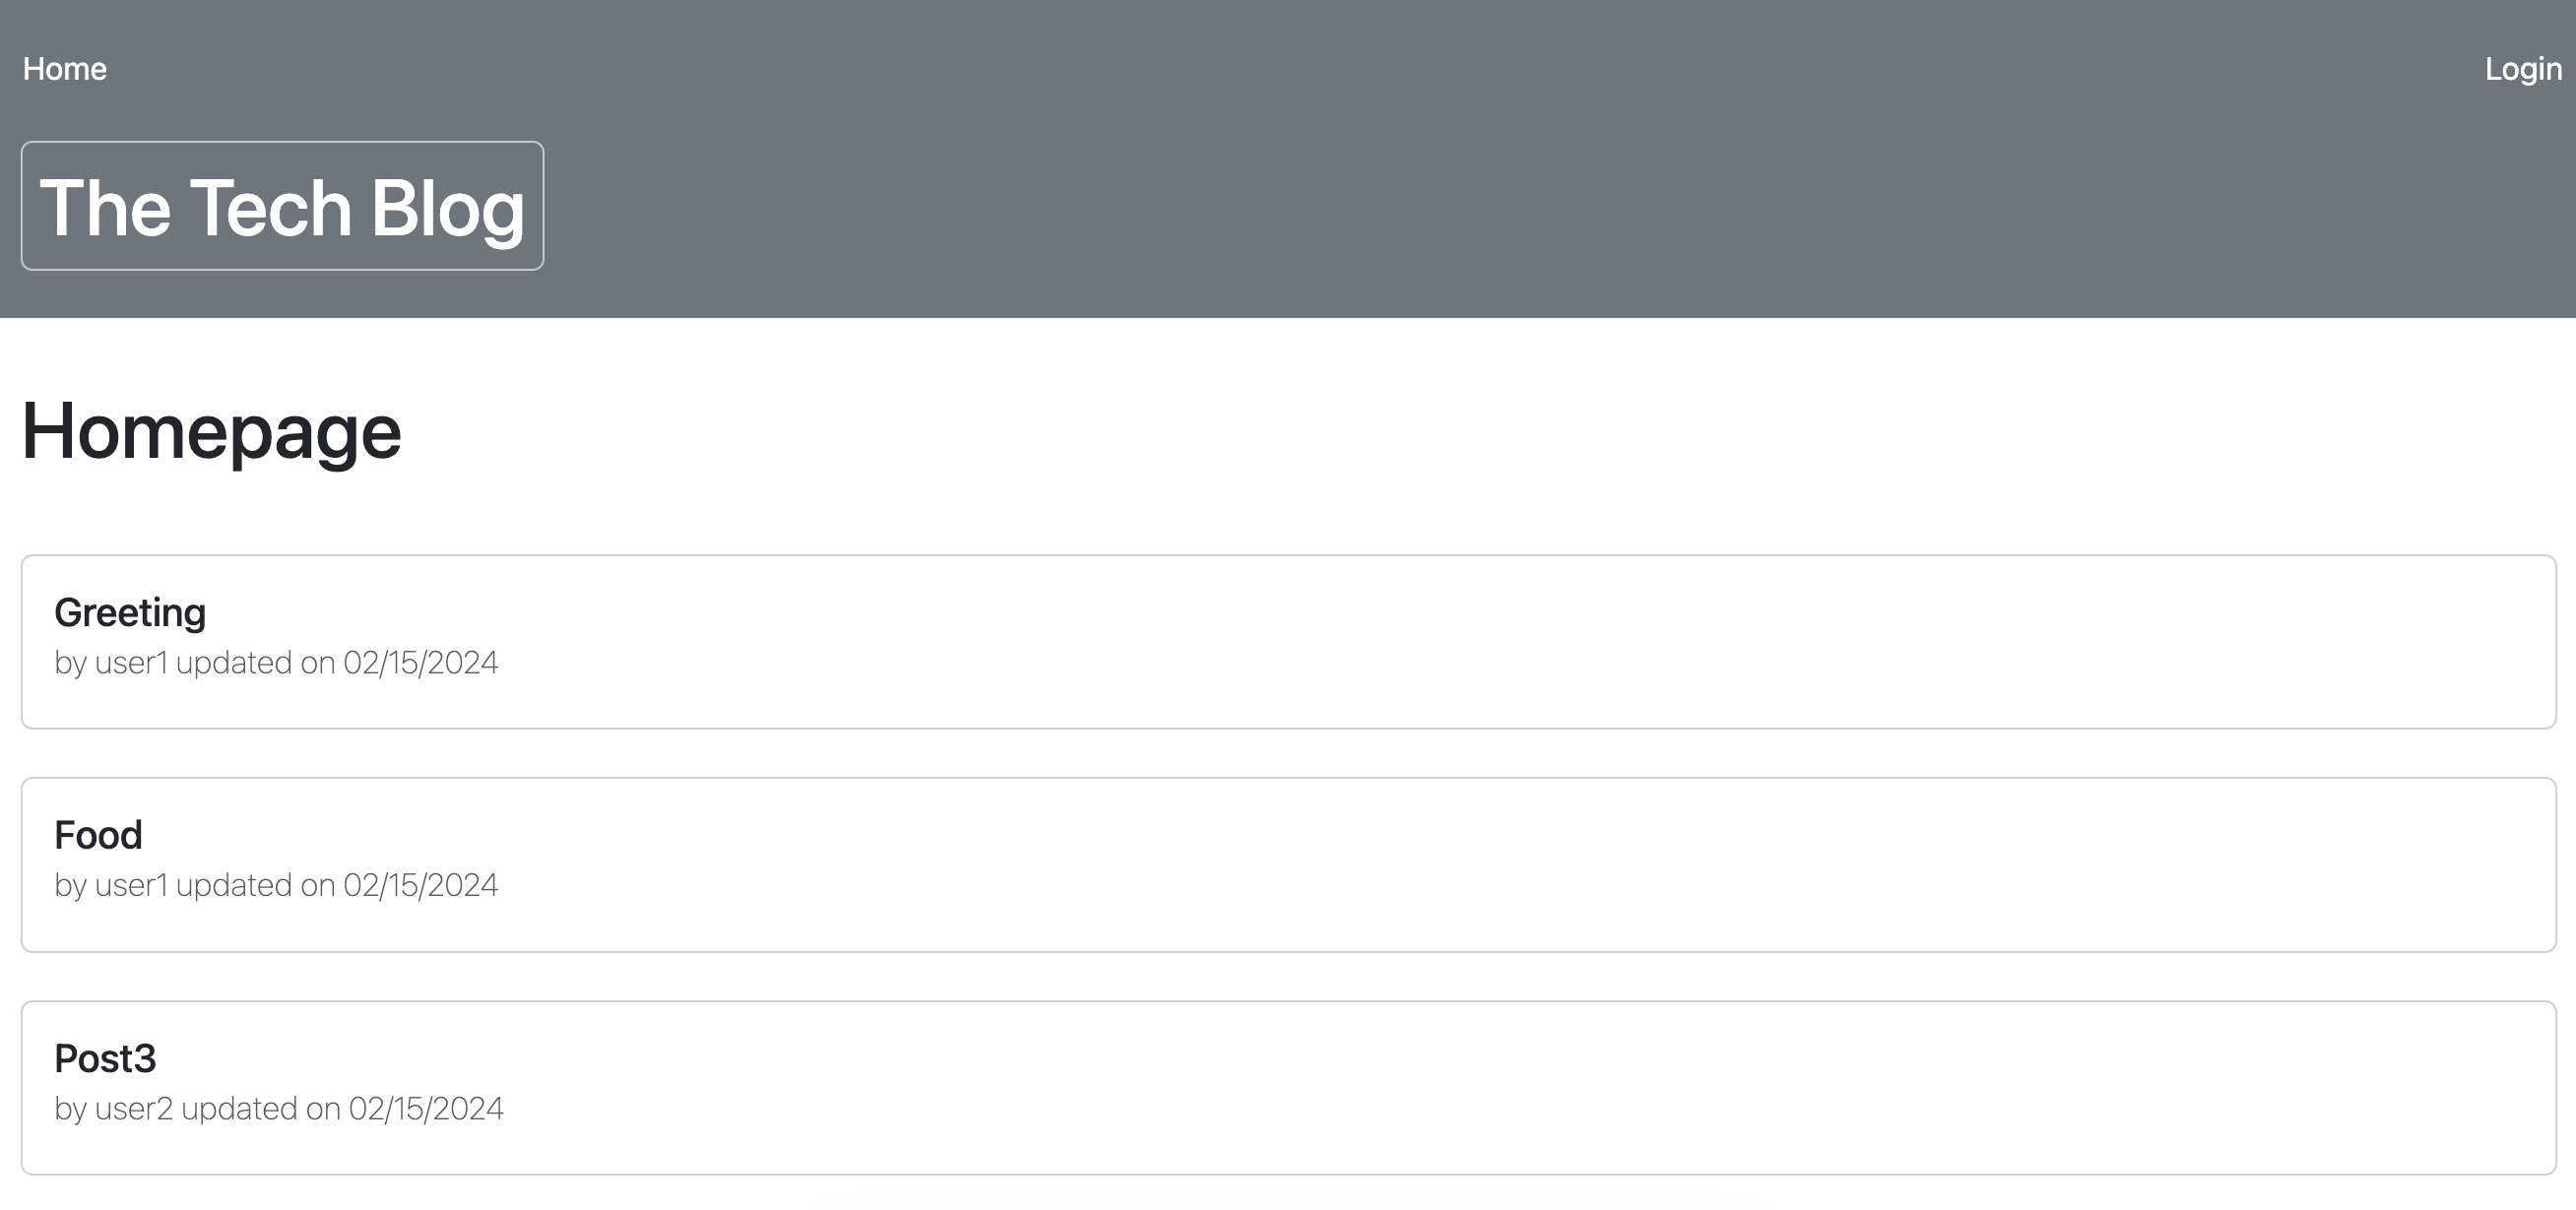 Home
Login
The Tech Blog
Homepage
Greeting
by user1 updated on 02/15/2024
Food
by user1 updated on 02/15/2024
Post3
by user2 updated on 02/15/2024